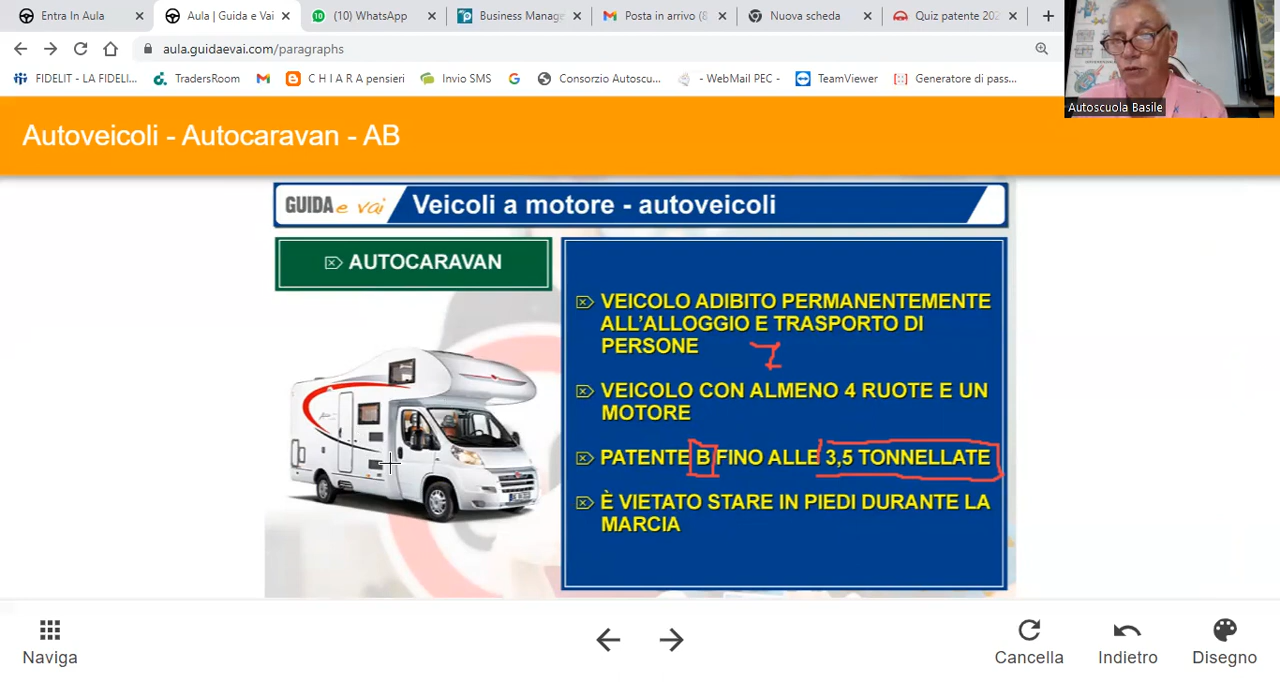 Entra In Aula
Aula | Guida e Vai
(10) WhatsApp
Business Manage
Posta in arrivo (8
Nuova scheda
Quiz patente 202
aula.guidaevai.com/paragraphs
FIDELIT - LA FIDELI...
TradersRoom
C H I A R A pensieri
Invio SMS
Consorzio Autoscu...
- WebMail PEC -
TeamViewer
Generatore di pass...
Autoscuola Basile
Autoveicoli - Autocaravan - AB
GUIDA e vai
Veicoli a motore - autoveicoli
AUTOCARAVAN
VEICOLO ADIBITO PERMANENTEMENTE
ALL'ALLOGGIO E TRASPORTO DI
PERSONE
7
VEICOLO CON ALMENO 4 RUOTE E UN
MOTORE
PATENTE B FINO ALLE 3,5 TONNELLATE
È VIETATO STARE IN PIEDI DURANTE LA
MARCIA
Naviga
Cancella
Indietro
Disegno